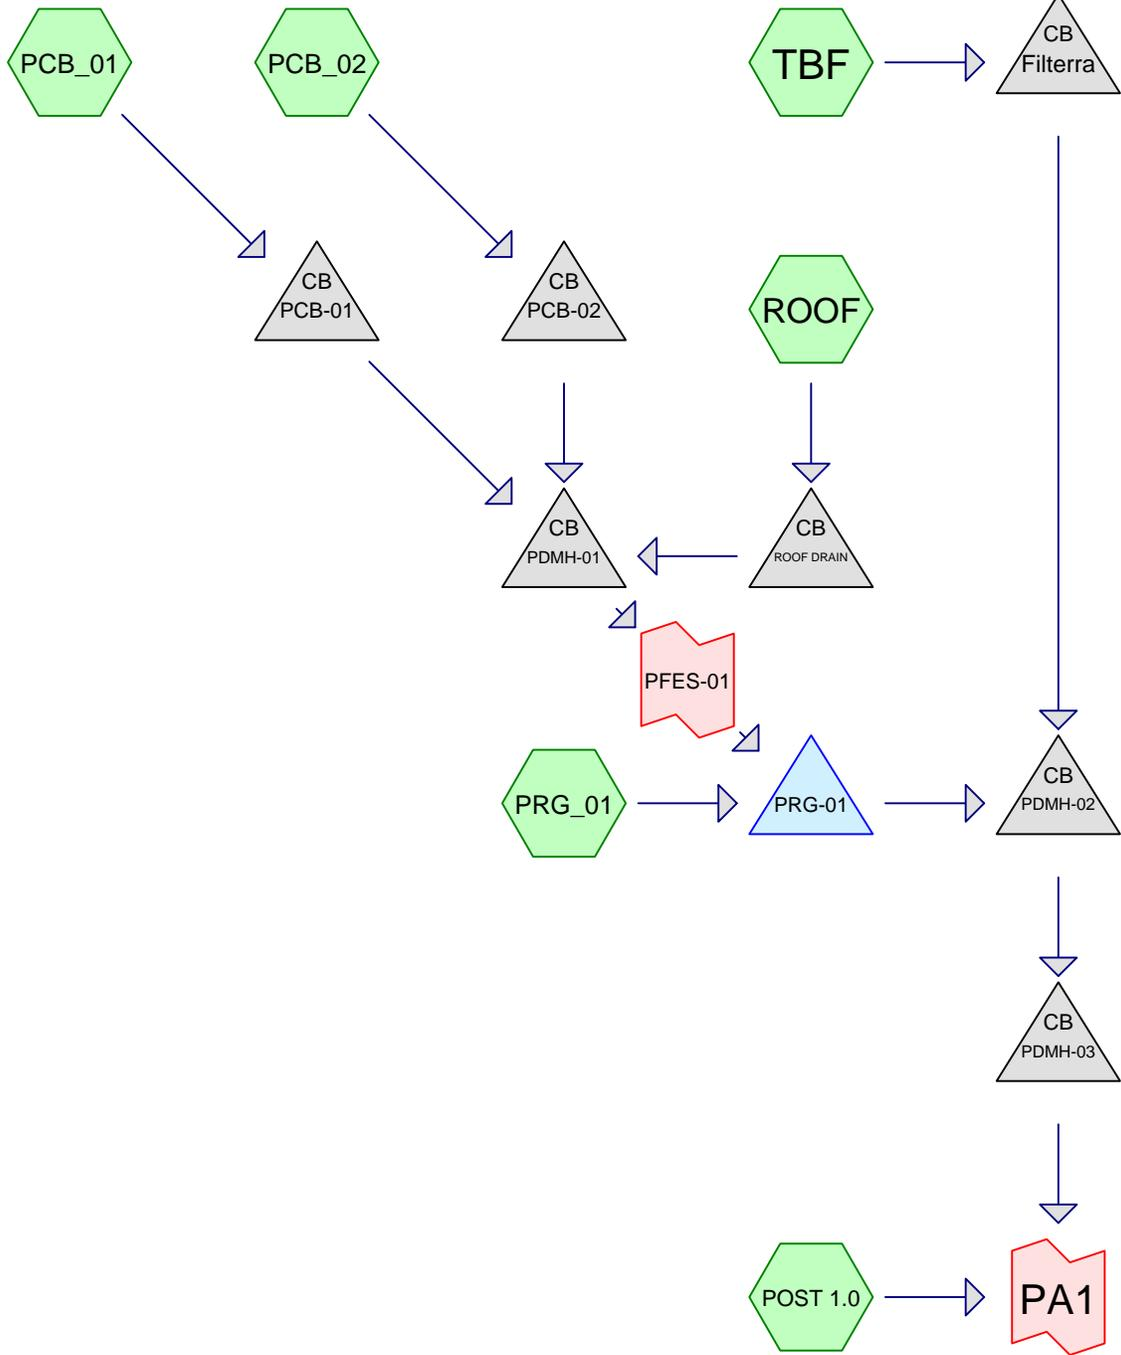 PCB_01
PCB_02
TBF
CB
Filterra
CB
PCB-01
CB
PCB-02
ROOF
CB
PDMH-01
CB
ROOF DRAIN
PFES-01
PRG_01
PRG-01
CB
PDMH-02
CB
PDMH-03
POST 1.0
PA1